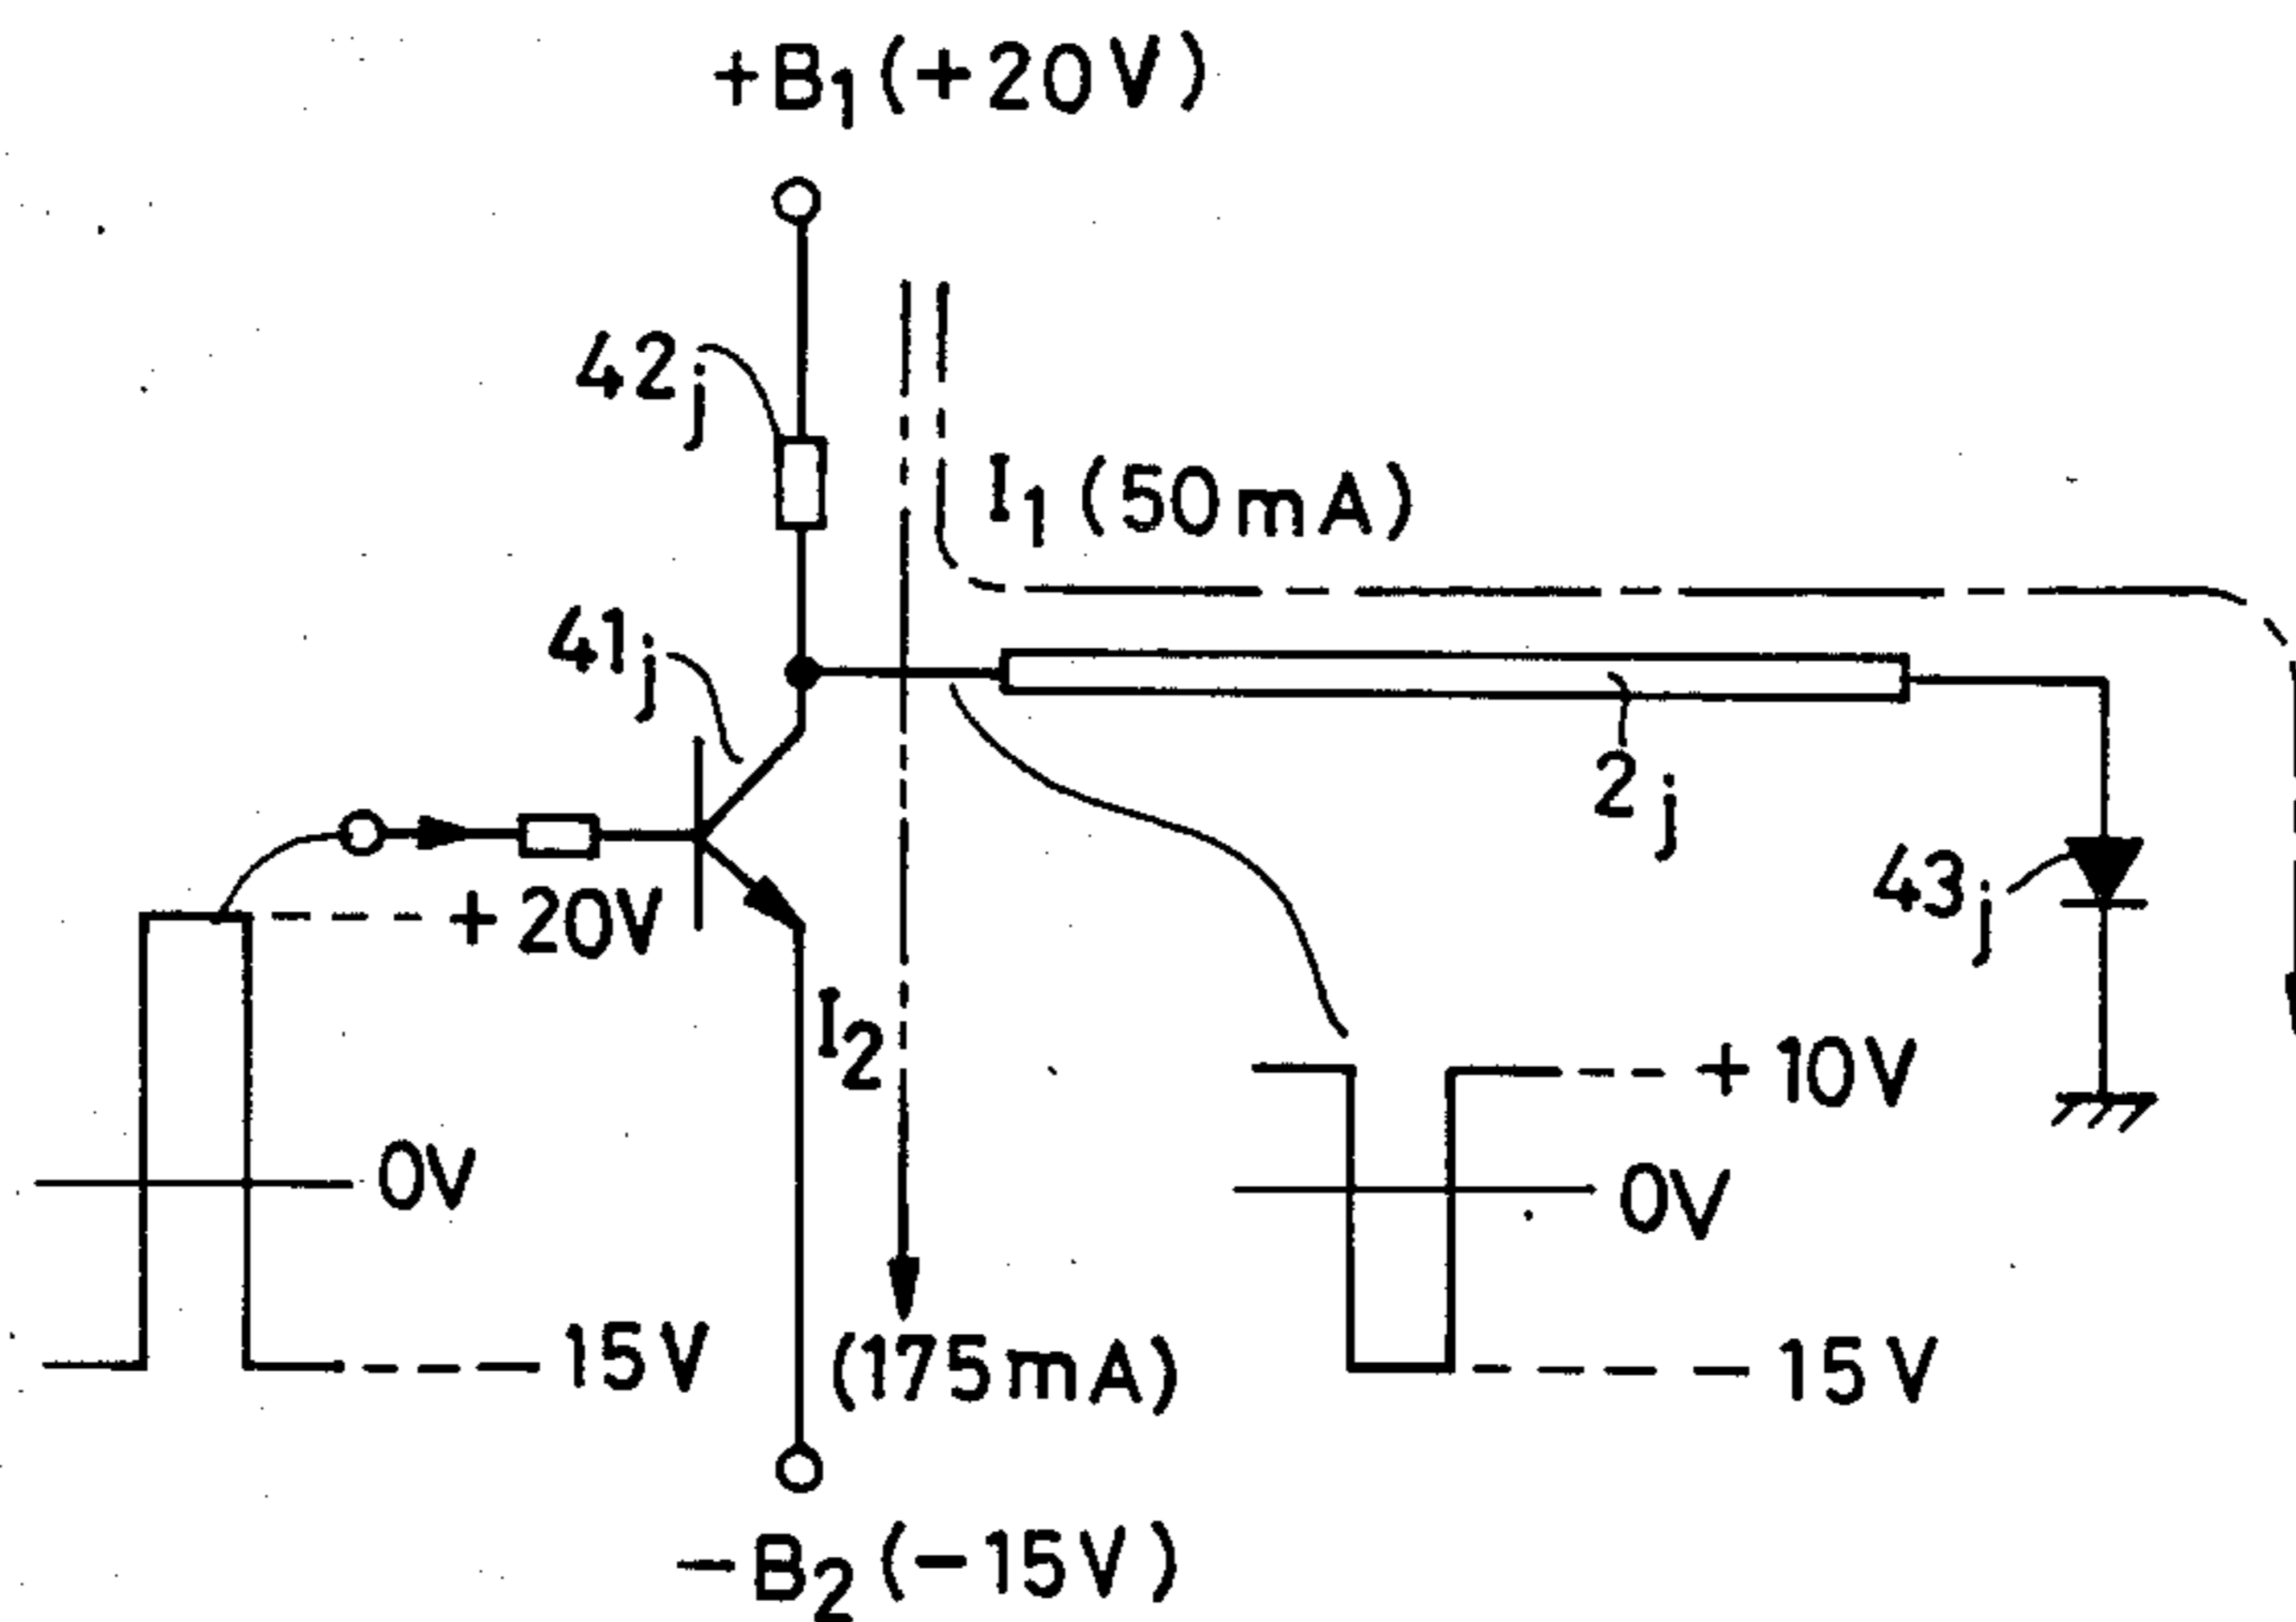 +B1(+20V)
42j
I1(50mA)
41j
2j
+20V
43j
I2
+10V
0V
0V
-15V
(175mA)
-15V
-B2(-15V)